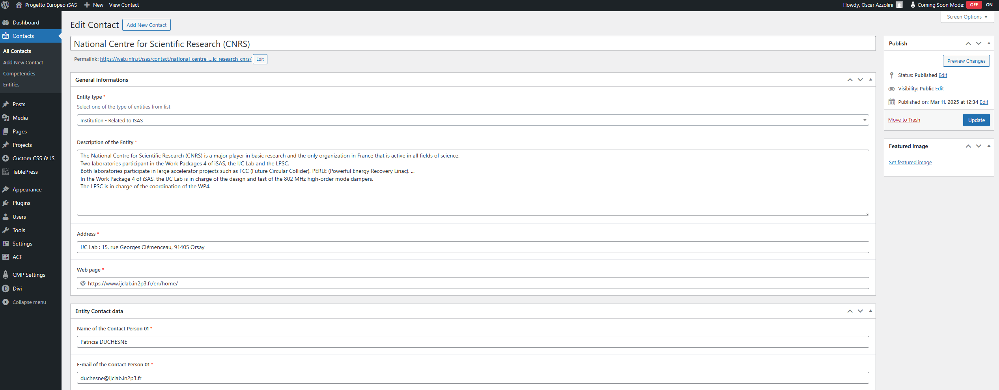 Progetto Europeo iSAS
New
View Contact
Howdy, Oscar Azzolini
Coming Soon Mode:
OFF
ON
Dashboard
Contacts
All Contacts
Add New Contact
Competencies
Entities
Posts
Media
Pages
Projects
Custom CSS & JS
TablePress
Appearance
Plugins
Users
Tools
Settings
ACF
CMP Settings
Divi
Collapse menu
Screen Options
Edit Contact
Add New Contact
National Centre for Scientific Research (CNRS)
Permalink: https://web.infn.it/isas/contact/national-centre-...ic-research-cnrs/ Edit
General informations
Entity type *
Select one of the type of entities from list
Institution - Related to ISAS
Description of the Entity *
The National Centre for Scientific Research (CNRS) is a major player in basic research and the only organization in France that is active in all fields of science.
Two laboratories participant in the Work Packages 4 of iSAS, the IJC Lab and the LPSC.
Both laboratories participate in large accelerator projects such as FCC (Future Circular Collider), PERLE (Powerful Energy Recovery Linac), ...
In the Work Package 4 of iSAS, the IJC Lab is in charge of the design and test of the 802 MHz high-order mode dampers.
The LPSC is in charge of the coordination of the WP4.
Address *
IJC Lab : 15, rue Georges Clémenceau, 91405 Orsay
Web page *
https://www.ijclab.in2p3.fr/en/home/
Entity Contact data
Name of the Contact Person 01 *
Patricia DUCHESNE
E-mail of the Contact Person 01 *
duchesne@ijclab.in2p3.fr
Publish
Preview Changes
Status: Published Edit
Visibility: Public Edit
Published on: Mar 11, 2025 at 12:34 Edit
Move to Trash
Update
Featured image
Set featured image